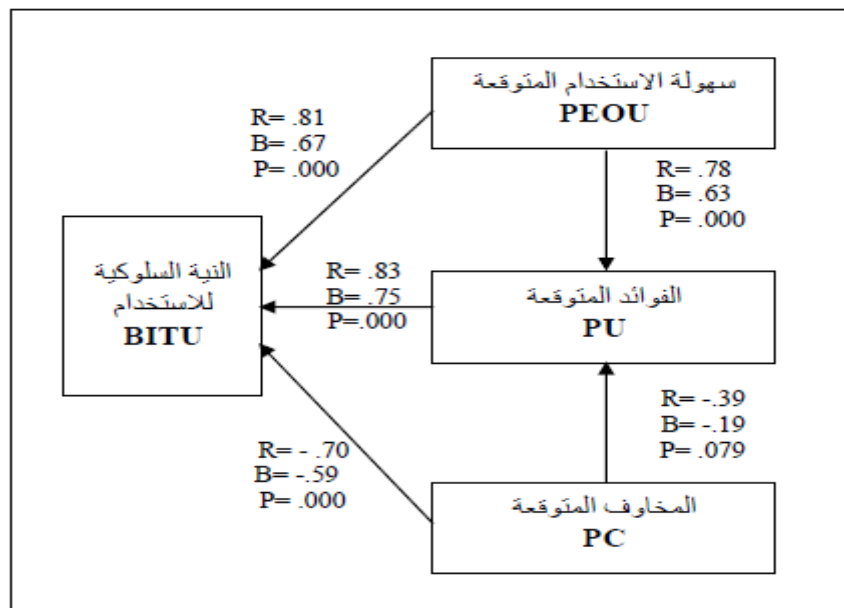 سهولة الاستخدام المتوقعة
PEOU
R= .81
B= .67
P= .000
R= .78
B= .63
P= .000
النية السلوكية
للاستخدام
BITU
R= .83
B= .75
P=.000
الفوائد المتوقعة
PU
R= -.39
B= -.19
P= .079
R= - .70
B= -.59
P= .000
المخاوف المتوقعة
PC